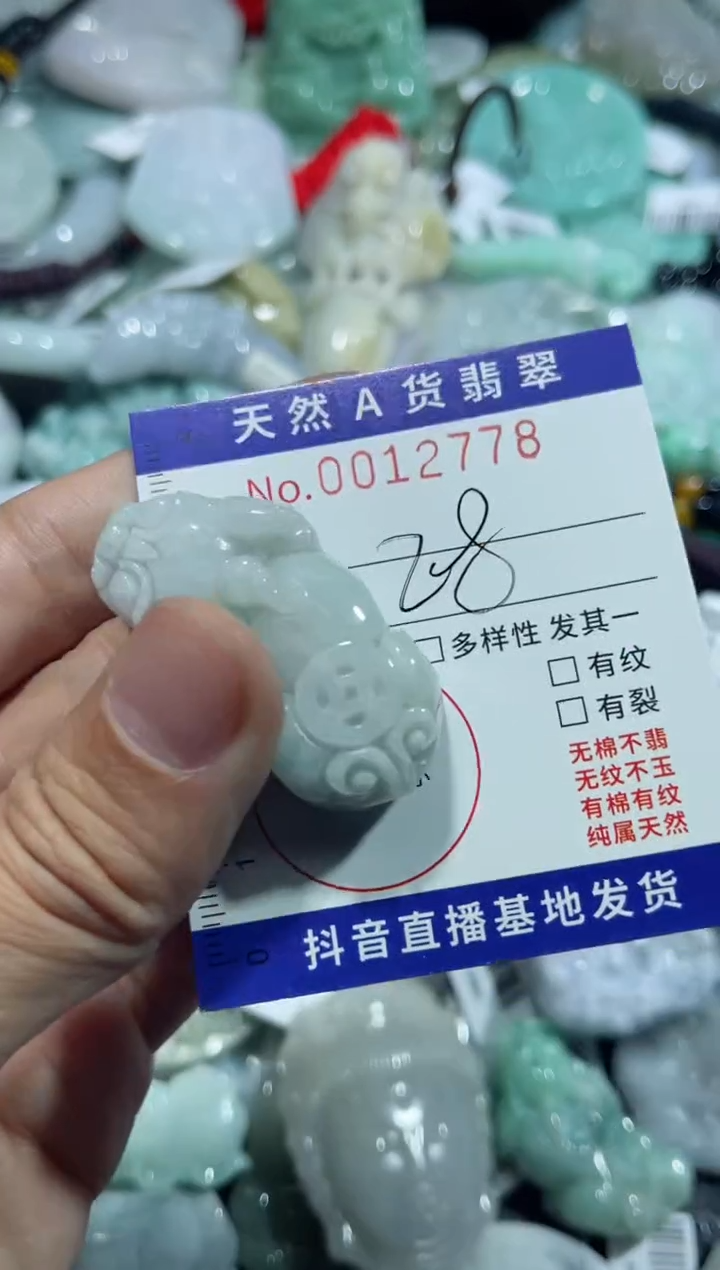 天然A货翡翠
No.0012778
28
多样性 发其一
有纹
有裂
无棉不翡
无纹不玉
有棉有纹
纯属天然
1
0
抖音直播基地发货